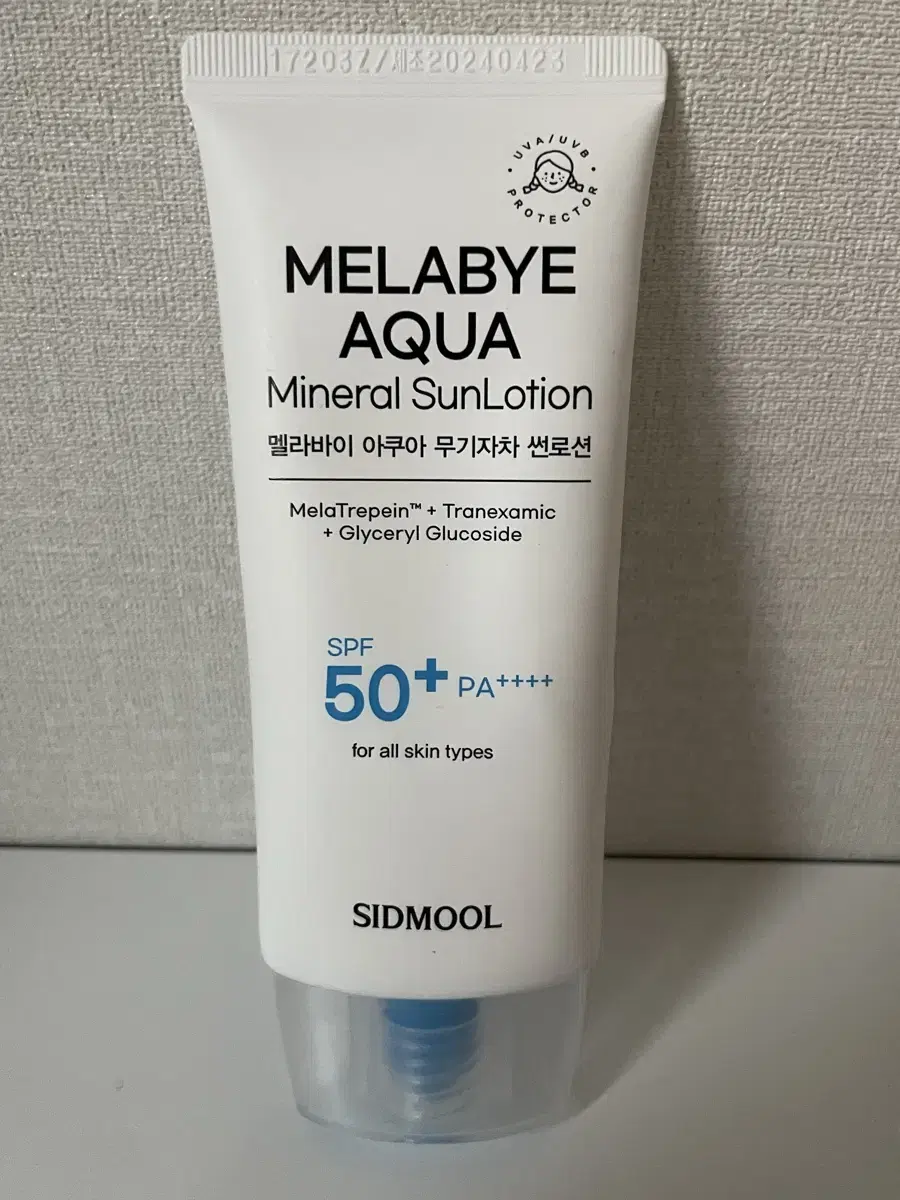 17203Z/제조20240423
UVA/UVB
PROTECTOR
MELABYE
AQUA
Mineral SunLotion
멜라바이 아쿠아 무기자차 썬로션
MelaTrepein™ + Tranexamic
+ Glyceryl Glucoside
SPF
50+ PA++++
for all skin types
SIDMOOL